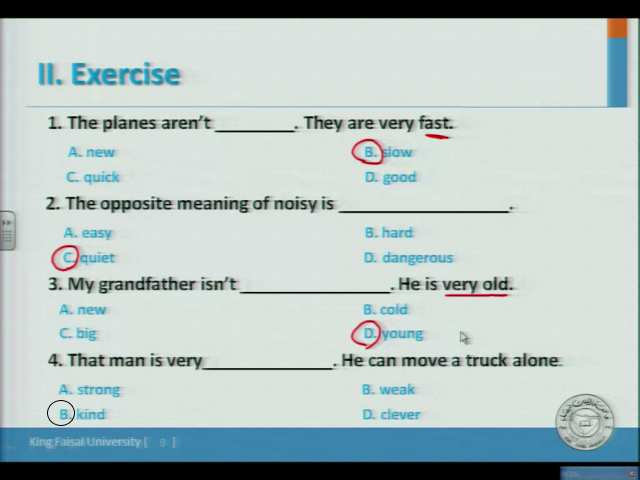 II. Exercise
1. The planes aren't ________. They are very fast.
A. new
B. slow
C. quick
D. good
2. The opposite meaning of noisy is _________________.
A. easy
B. hard
C. quiet
D. dangerous
3. My grandfather isn't _______________. He is very old.
A. new
B. cold
C. big
D. young
4. That man is very_____________. He can move a truck alone
A. strong
B. weak
B. kind
D. clever
King Faisal University [ 8 ]